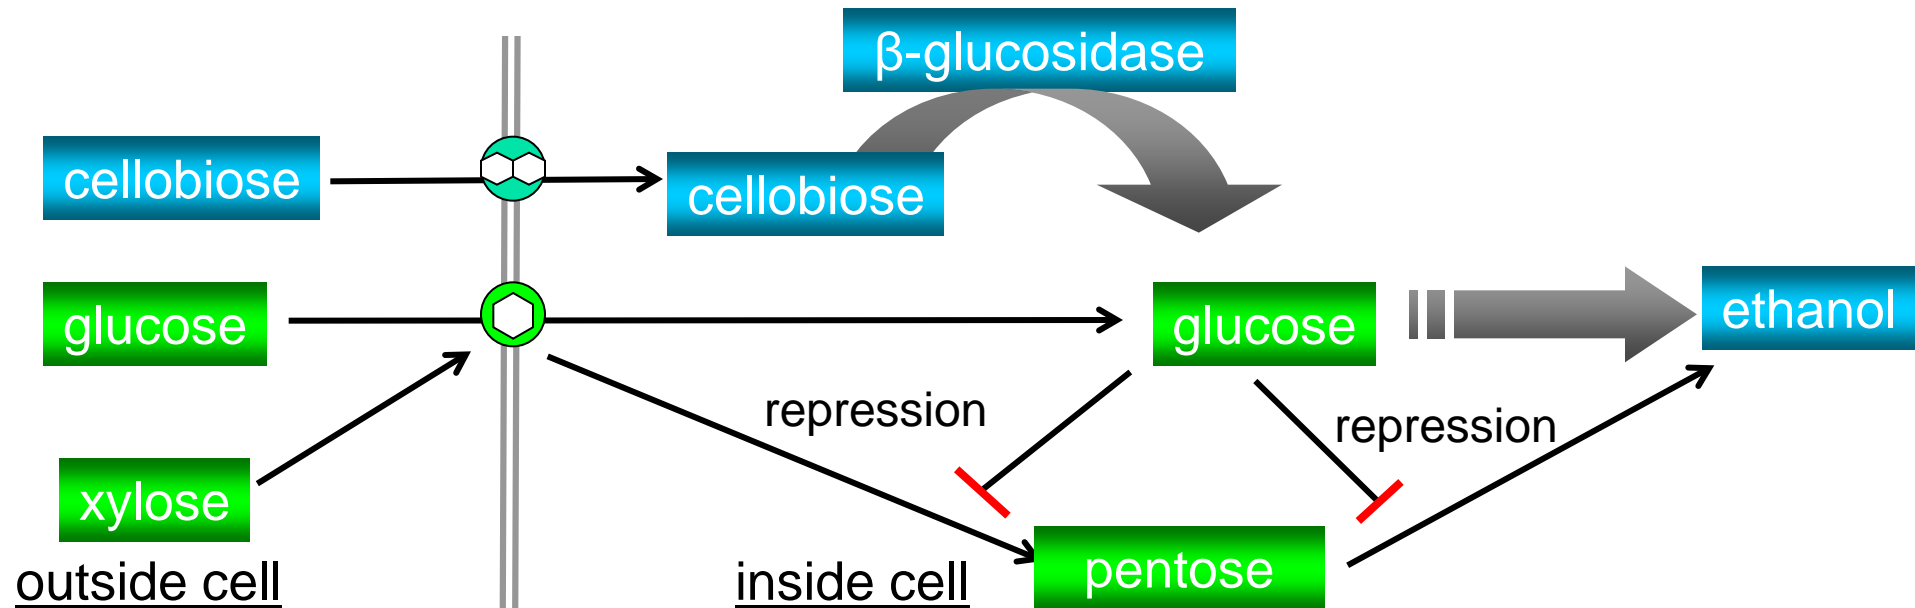 β-glucosidase
cellobiose
cellobiose
glucose
glucose
ethanol
repression
repression
xylose
pentose
outside cell
inside cell